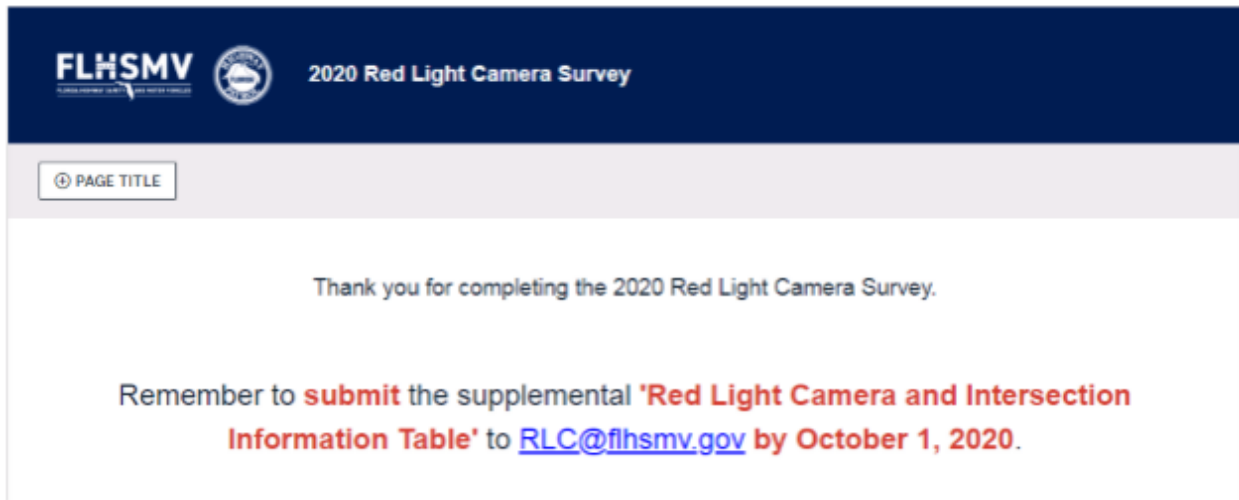 FLHSMV
2020 Red Light Camera Survey
⊕ PAGE TITLE
Thank you for completing the 2020 Red Light Camera Survey.
Remember to submit the supplemental 'Red Light Camera and Intersection
Information Table' to RLC@flhsmv.gov by October 1, 2020.